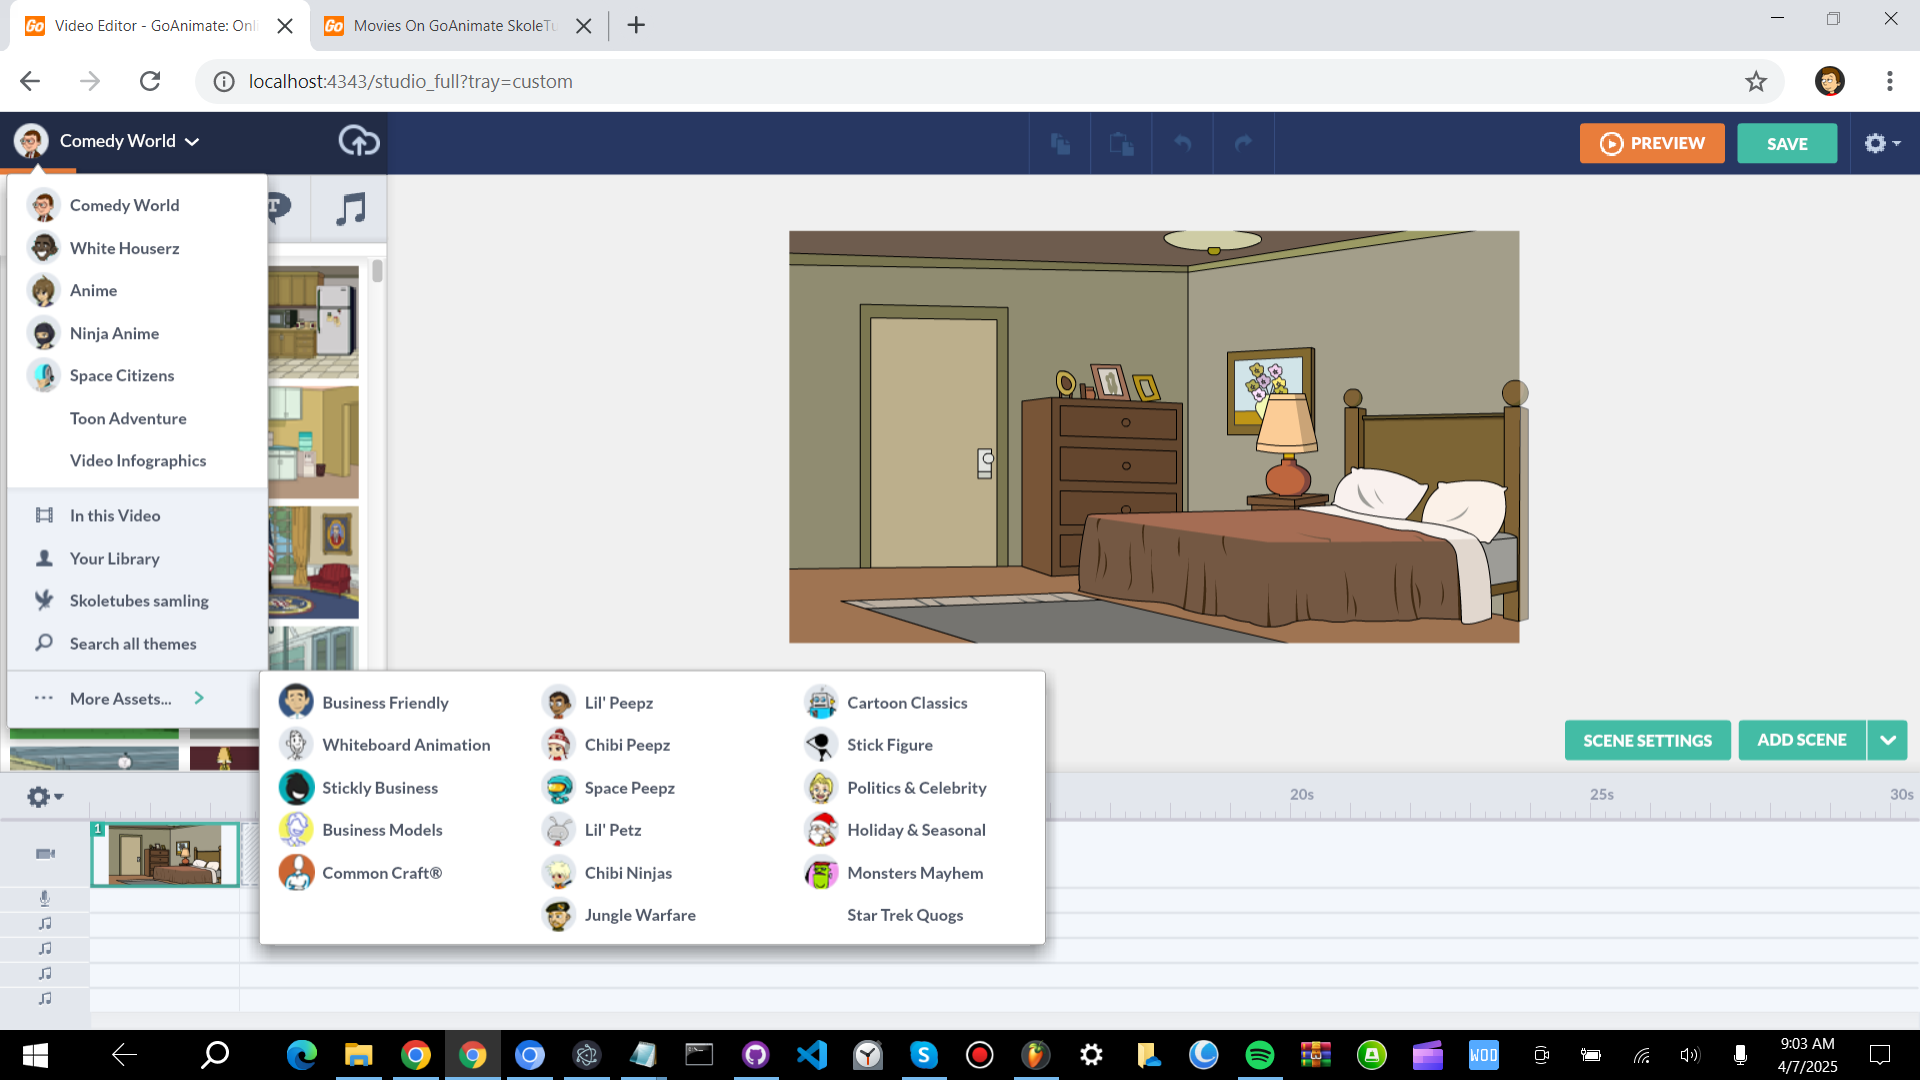 Go Video Editor - GoAnimate: Onli
Go Movies On GoAnimate SkoleTu
localhost:4343/studio_full?tray=custom
Comedy World
PREVIEW
SAVE
T
Comedy World
White Houserz
Anime
Ninja Anime
Space Citizens
Toon Adventure
Video Infographics
In this Video
Your Library
Skoletubes samling
Search all themes
More Assets...
Business Friendly
Whiteboard Animation
Stickly Business
Business Models
Common Craft®
Lil' Peepz
Chibi Peepz
Space Peepz
Lil' Petz
Chibi Ninjas
Jungle Warfare
Cartoon Classics
Stick Figure
Politics & Celebrity
Holiday & Seasonal
Monsters Mayhem
Star Trek Quogs
SCENE SETTINGS
ADD SCENE
20s
25s
30s
1
WOD
9:03 AM
4/7/2025